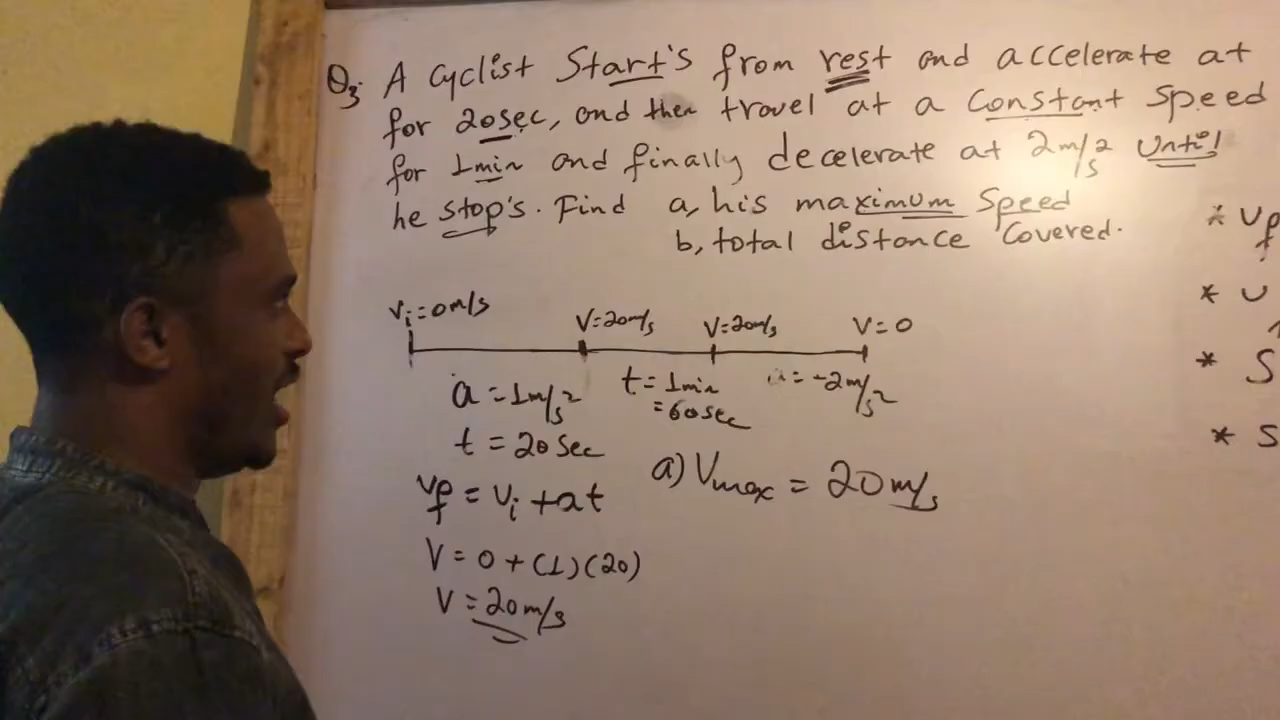 Q3: A cyclist Start's from rest and accelerate at
for 20sec, and then travel at a constant speed
for 1min and finally decelerate at 2m/s2 until
he stop's. Find a, his maximum Speed
b, total distance covered.
* Vf
* V
* S
* S
Vi=0m/s V=20m/s V=20m/s V=0
a=1m/s2 t=1min =-2m/s2
=60sec
t=20Sec
Vf=Vi+at
a) Vmax = 20m/s
V=0+(1)(20)
V=20m/s